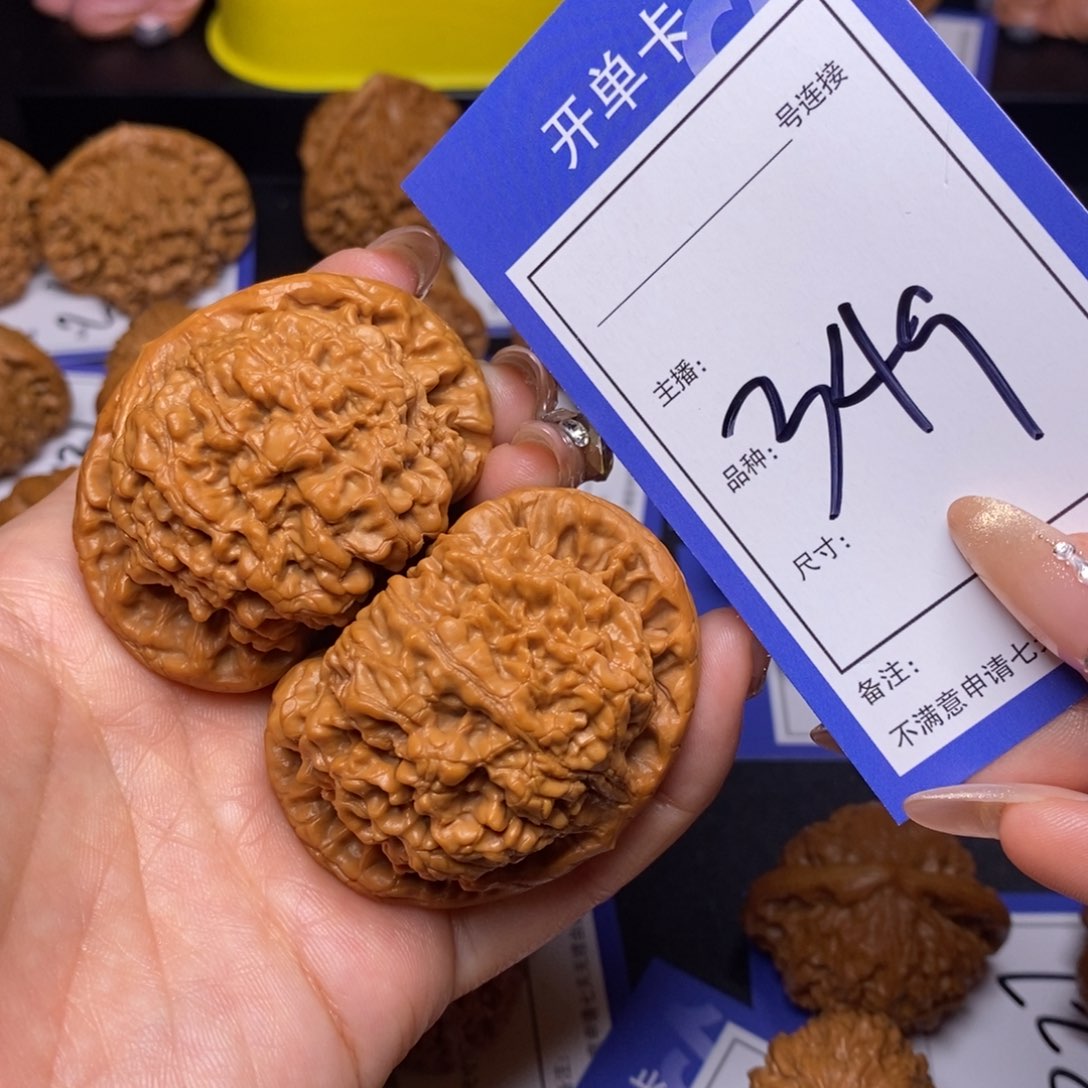 开单卡
号连接
主播：
349
品种：
尺寸：
备注：
不满意申请七